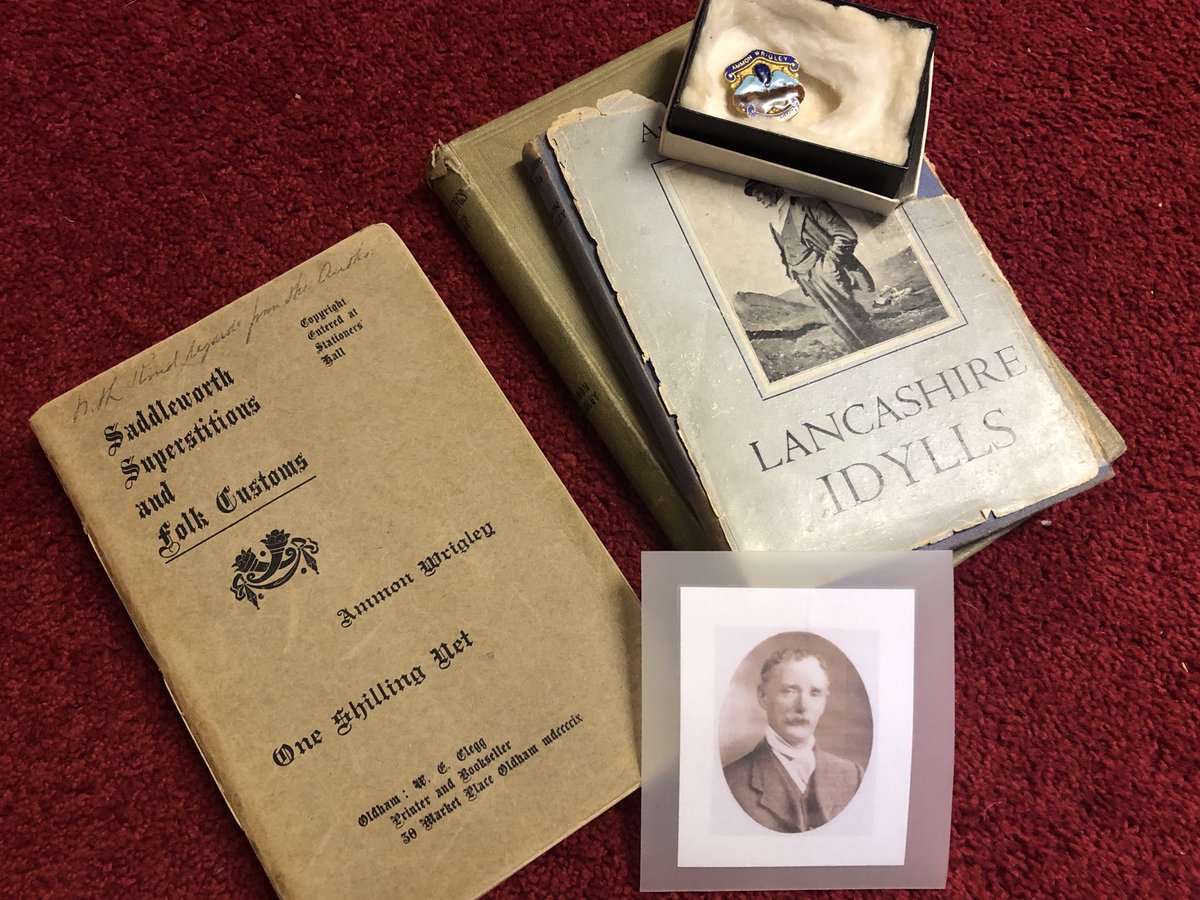 With Kind regards from the Author.
Copyright
Entered at
Stationers'
Hall
Saddleworth
Superstitions
and
Folk Customs
Ammon Wrigley
One Shilling Net
Oldham: W. E. Clegg
Printer and Bookseller
30 Market Place Oldham mdccccix
AMMON WRIGLEY
LANCASHIRE
IDYLLS